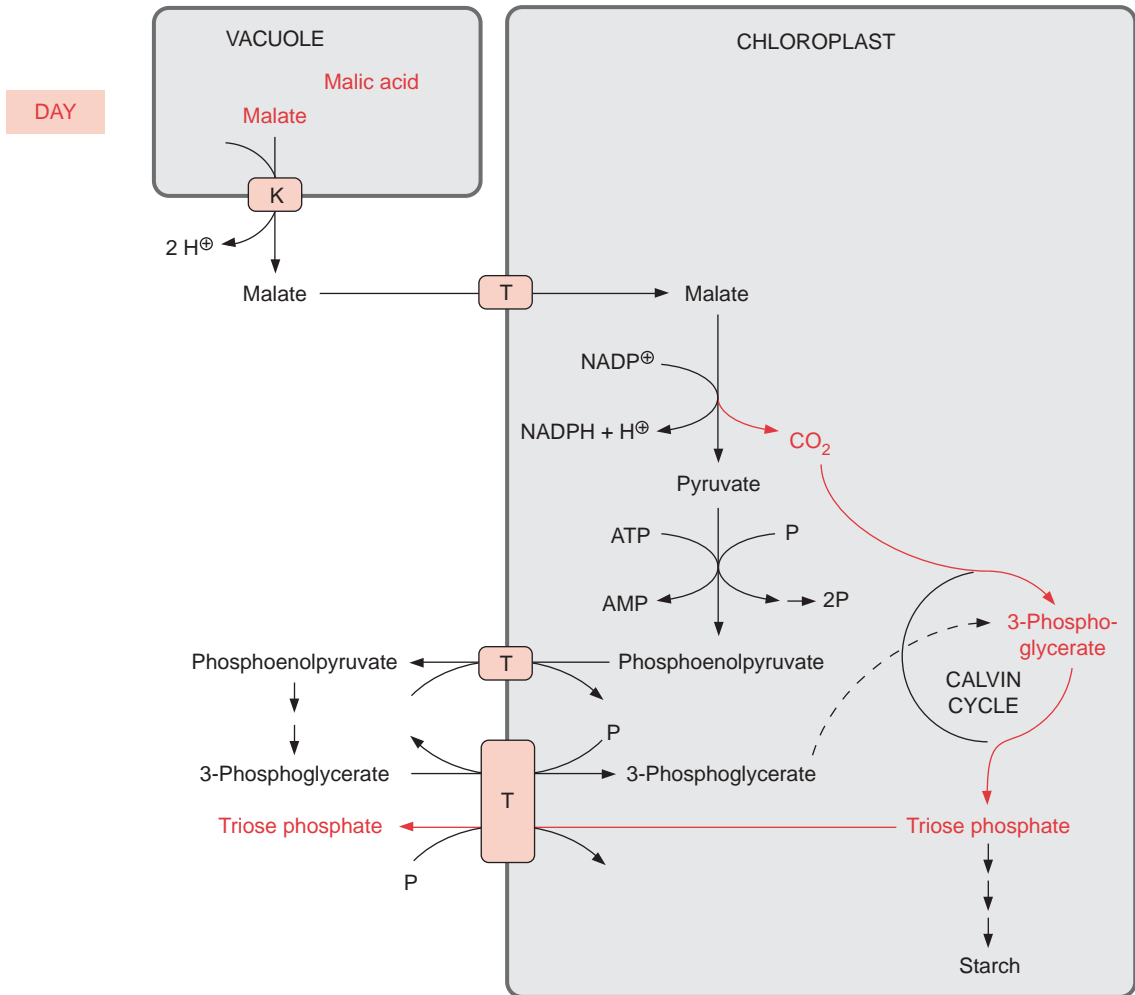 VACUOLE
CHLOROPLAST
Malic acid
DAY
Malate
K
2 H⊕
Malate
T
Malate
NADP⊕
NADPH + H⊕
CO2
Pyruvate
ATP
P
AMP
2P
3-Phospho-
glycerate
Phosphoenolpyruvate
T
Phosphoenolpyruvate
CALVIN
CYCLE
P
3-Phosphoglycerate
T
3-Phosphoglycerate
Triose phosphate
Triose phosphate
P
Starch